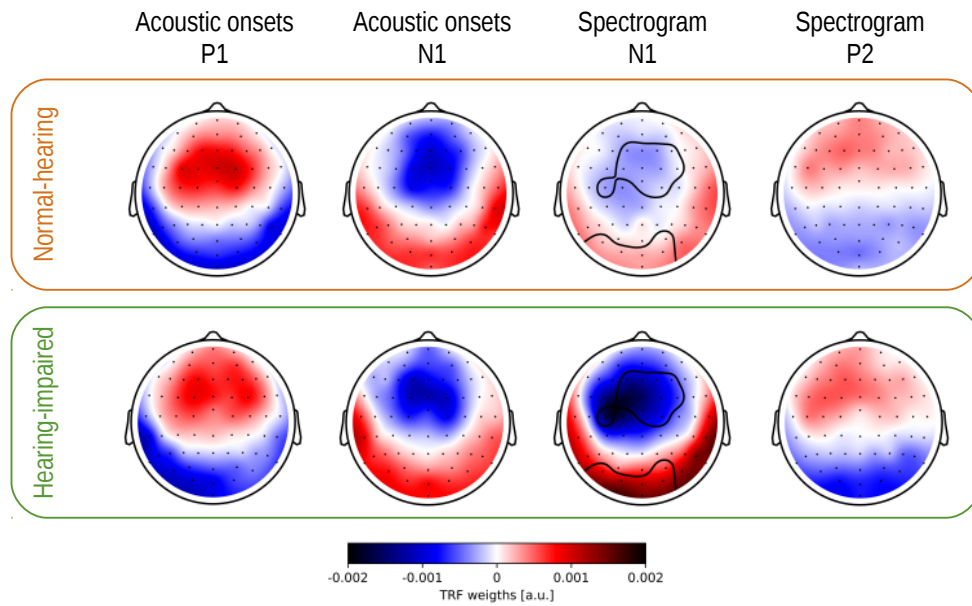 Acoustic onsets
P1
Acoustic onsets
N1
Spectrogram
N1
Spectrogram
P2
Normal-hearing
Hearing-impaired
-0.002 -0.001 0 0.001 0.002
TRF weigths [a.u.]